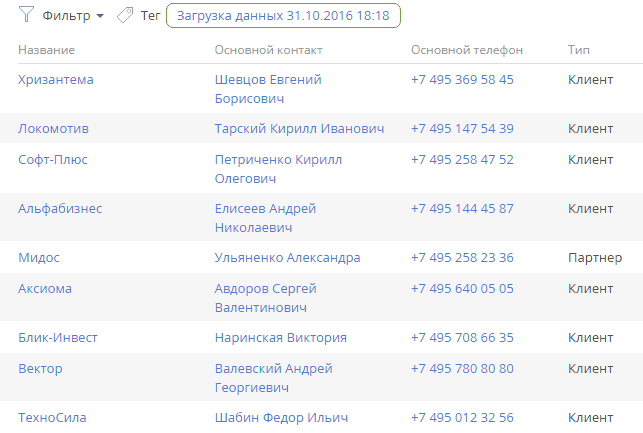 Фильтр Тег Загрузка данных 31.10.2016 18:18
Название Основной контакт Основной телефон Тип
Хризантема Шевцов Евгений +7 495 369 58 45 Клиент
Борисович
Локомотив Тарский Кирилл Иванович +7 495 147 54 39 Клиент
Софт-Плюс Петриченко Кирилл +7 495 258 47 52 Клиент
Олегович
Альфабизнес Елисеев Андрей +7 495 144 45 87 Клиент
Николаевич
Мидос Ульяненко Александра +7 495 258 23 36 Партнер
Аксиома Авдоров Сергей +7 495 640 05 05 Клиент
Валентинович
Блик-Инвест Наринская Виктория +7 495 708 66 35 Клиент
Вектор Валевский Андрей +7 495 780 80 80 Клиент
Георгиевич
ТехноСила Шабин Федор Ильич +7 495 012 32 56 Клиент